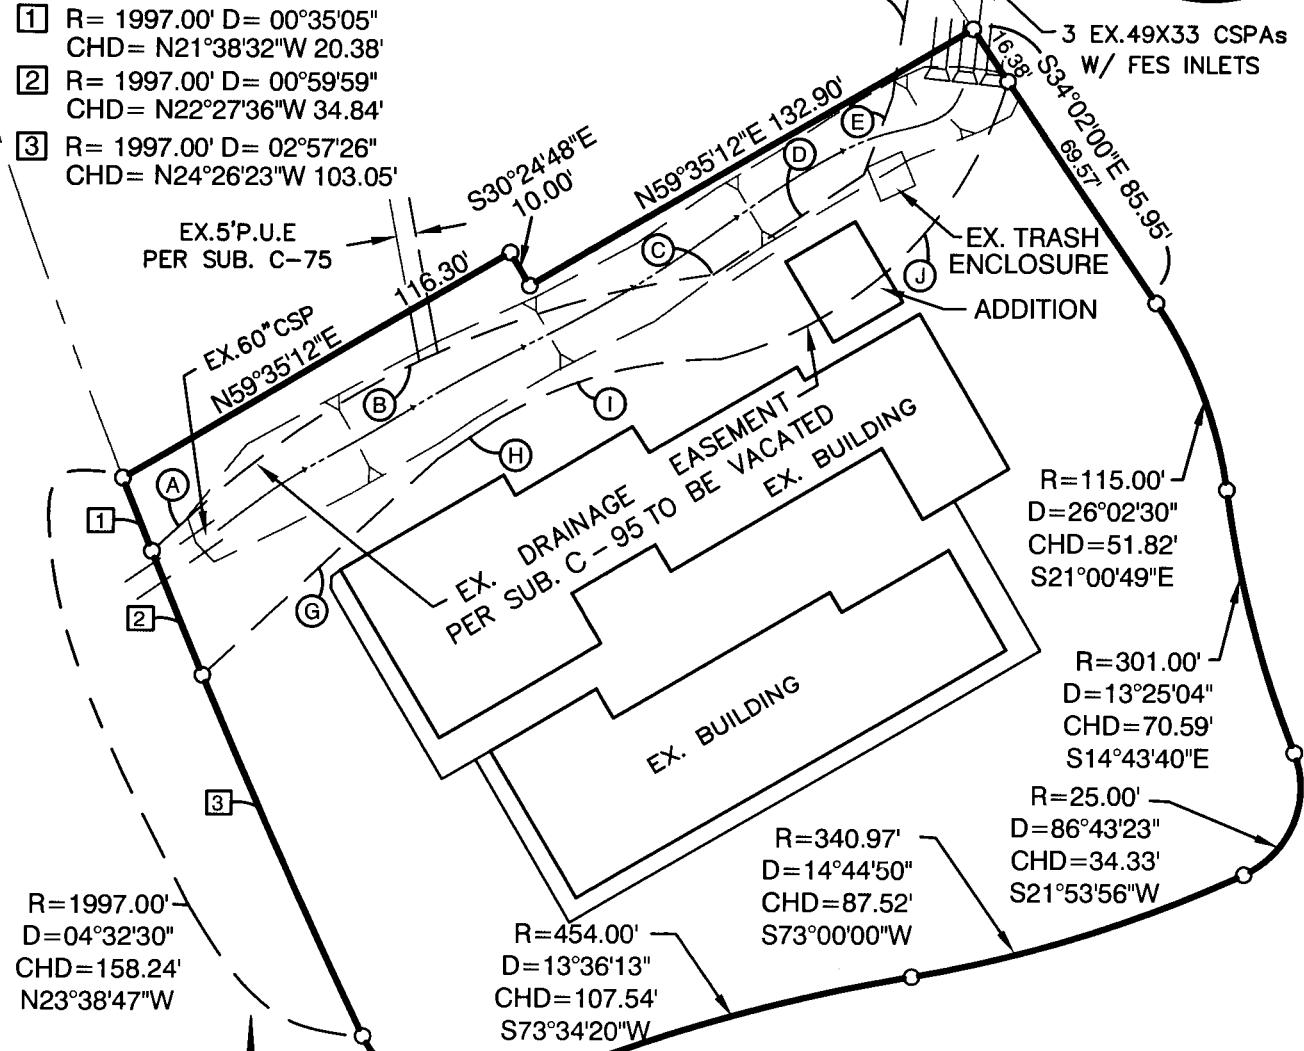 1 R= 1997.00' D= 00°35'05"
CHD= N21°38'32"W 20.38'
2 R= 1997.00' D= 00°59'59"
CHD= N22°27'36"W 34.84'
3 R= 1997.00' D= 02°57'26"
CHD= N24°26'23"W 103.05'
3 EX.49X33 CSPAs
W/ FES INLETS
16.38'
S34°02'00"E 85.95'
69.57'
S30°24'48"E
10.00'
N59°35'12"E 132.90'
EX.5'P.U.E
PER SUB. C-75
116.30'
N59°35'12"E
EX.60"CSP
A
B
C
D
E
G
H
I
J
EX. TRASH
ENCLOSURE
ADDITION
EX. DRAINAGE EASEMENT
PER SUB. C-95 TO BE VACATED
EX. BUILDING
EX. BUILDING
1
2
3
R=115.00'
D=26°02'30"
CHD=51.82'
S21°00'49"E
R=301.00'
D=13°25'04"
CHD=70.59'
S14°43'40"E
R=25.00'
D=86°43'23"
CHD=34.33'
S21°53'56"W
R=340.97'
D=14°44'50"
CHD=87.52'
S73°00'00"W
R=454.00'
D=13°36'13"
CHD=107.54'
S73°34'20"W
R=1997.00'
D=04°32'30"
CHD=158.24'
N23°38'47"W